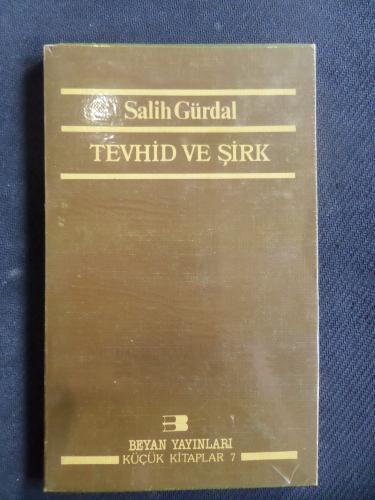 Salih Gürdal
TEVHİD VE ŞİRK
BEYAN YAYINLARI
KÜÇÜK KİTAPLAR 7